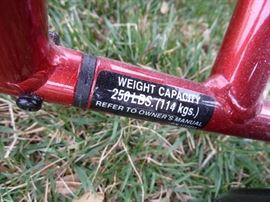 WEIGHT CAPACITY
250 LBS. (114 kgs.)
REFER TO OWNER'S MANUAL